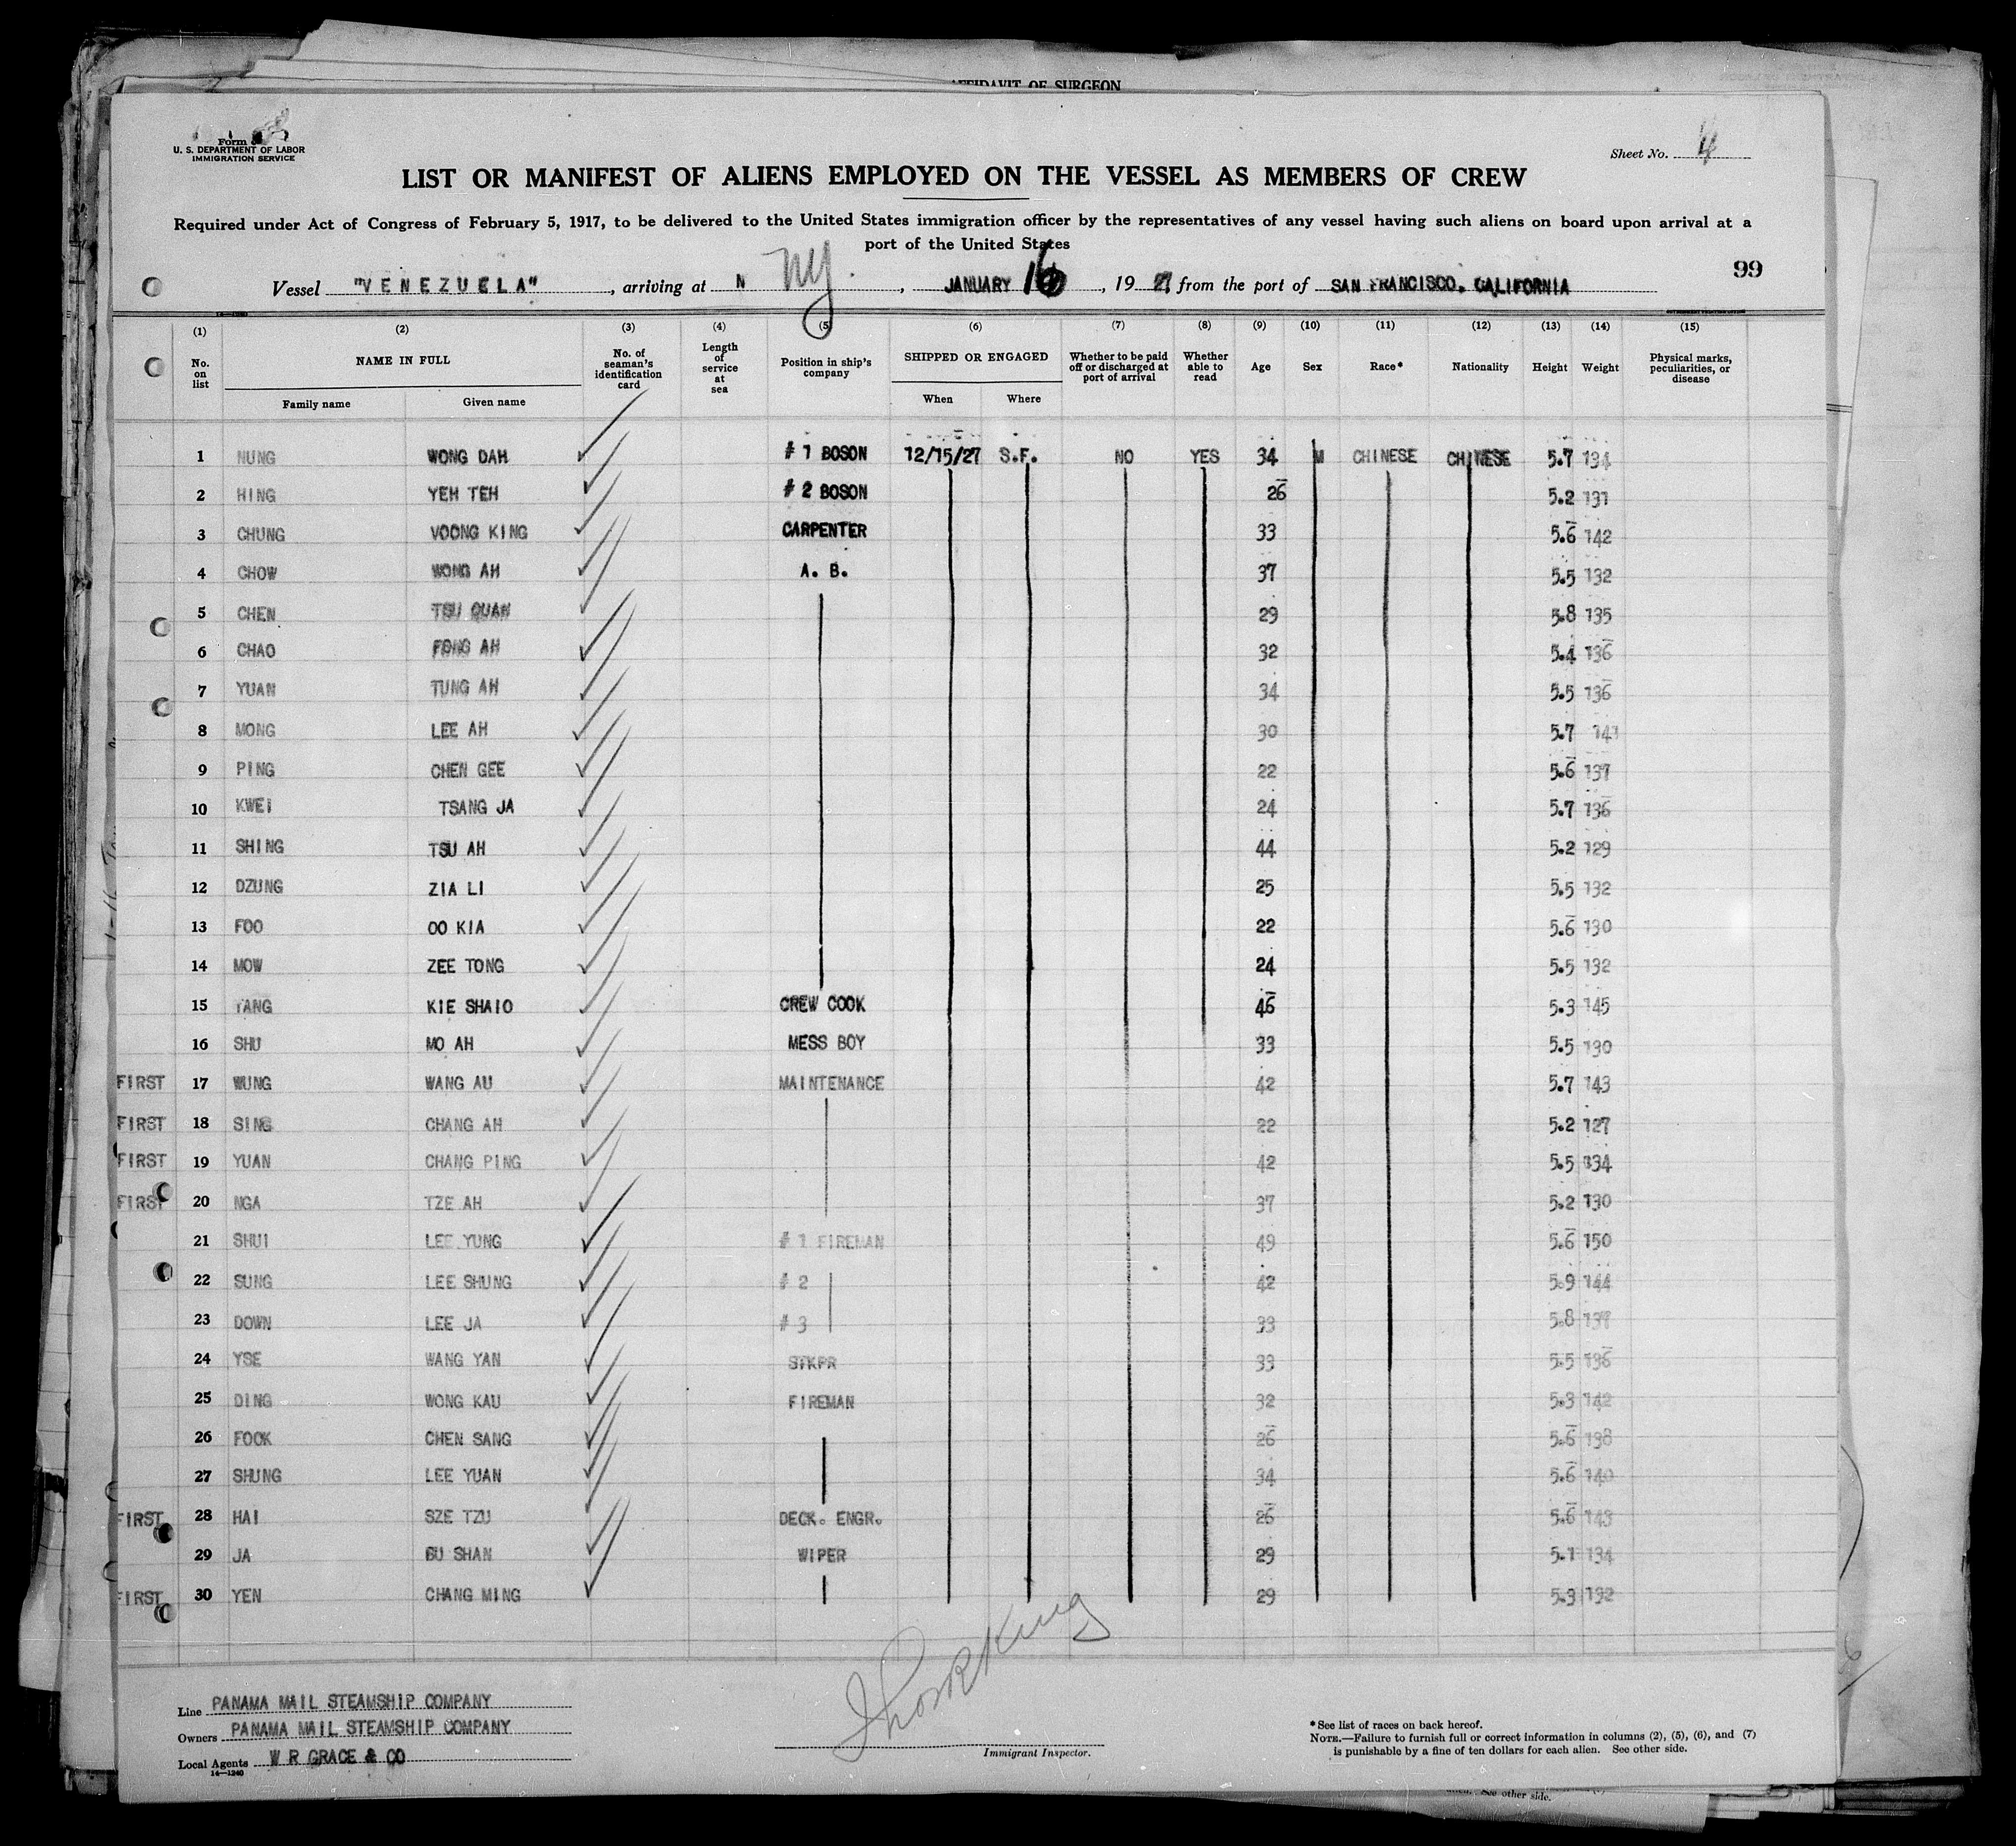 AFFIDAVIT OF SURGEON
Form
U. S. DEPARTMENT OF LABOR
IMMIGRATION SERVICE
Sheet No. 4
LIST OR MANIFEST OF ALIENS EMPLOYED ON THE VESSEL AS MEMBERS OF CREW
Required under Act of Congress of February 5, 1917, to be delivered to the United States immigration officer by the representatives of any vessel having such aliens on board upon arrival at a
port of the United States
99
Vessel "VENEZUELA", arriving at N NY., JANUARY 16, 19 from the port of SAN FRANCISCO, CALIFORNIA
(1) (2) (3) (4) (5) (6) (7) (8) (9) (10) (11) (12) (13) (14) (15)
No. on list NAME IN FULL No. of seaman's identification card Length of service at sea Position in ship's company SHIPPED OR ENGAGED Whether to be paid off or discharged at port of arrival Whether able to read Age Sex Race* Nationality Height Weight Physical marks, peculiarities, or disease
Family name Given name When Where
1 NUNG WONG DAH # 1 BOSON 12/15/27 S.F. NO YES 34 M CHINESE CHINESE 5.7 134
2 HING YEH TEH # 2 BOSON 26 5.2 131
3 CHUNG VOONG KING CARPENTER 33 5.6 142
4 CHOW WONG AH A. B. 37 5.5 132
5 CHEN TSU QUAN 29 5.8 135
6 CHAO FONG AH 32 5.4 136
7 YUAN TUNG AH 34 5.5 136
8 MONG LEE AH 30 5.7 141
9 PING CHEN GEE 22 5.6 137
10 KWEI TSANG JA 24 5.7 136
11 SHING TSU AH 44 5.2 129
12 DZUNG ZIA LI 25 5.5 132
13 FOO OO KIA 22 5.6 130
14 MOW ZEE TONG 24 5.5 132
15 TANG KIE SHAIO CREW COOK 46 5.3 145
16 SHU MO AH MESS BOY 33 5.5 130
FIRST 17 WUNG WANG AU MAINTENANCE 42 5.7 143
FIRST 18 SING CHANG AH 22 5.2 127
FIRST 19 YUAN CHANG PING 42 5.5 134
FIRST 20 NGA TZE AH 37 5.2 130
21 SHUI LEE YUNG # 1 FIREMAN 49 5.6 150
22 SUNG LEE SHUNG # 2 42 5.9 144
23 DOWN LEE JA # 3 33 5.8 139
24 YSE WANG YAN STKPR 33 5.5 136
25 DING WONG KAU FIREMAN 32 5.3 142
26 FOOK CHEN SANG 26 5.6 138
27 SHUNG LEE YUAN 34 5.6 140
FIRST 28 HAI SZE TZU DECK. ENGR. 26 5.6 143
29 JA GU SHAN WIPER 29 5.1 134
FIRST 30 YEN CHANG MING 29 5.3 132
Line PANAMA MAIL STEAMSHIP COMPANY
Owners PANAMA MAIL STEAMSHIP COMPANY
Local Agents W R GRACE & CO
14—1240
Immigrant Inspector.
*See list of races on back hereof.
NOTE.—Failure to furnish full or correct information in columns (2), (5), (6), and (7)
is punishable by a fine of ten dollars for each alien. See other side.
See other side.